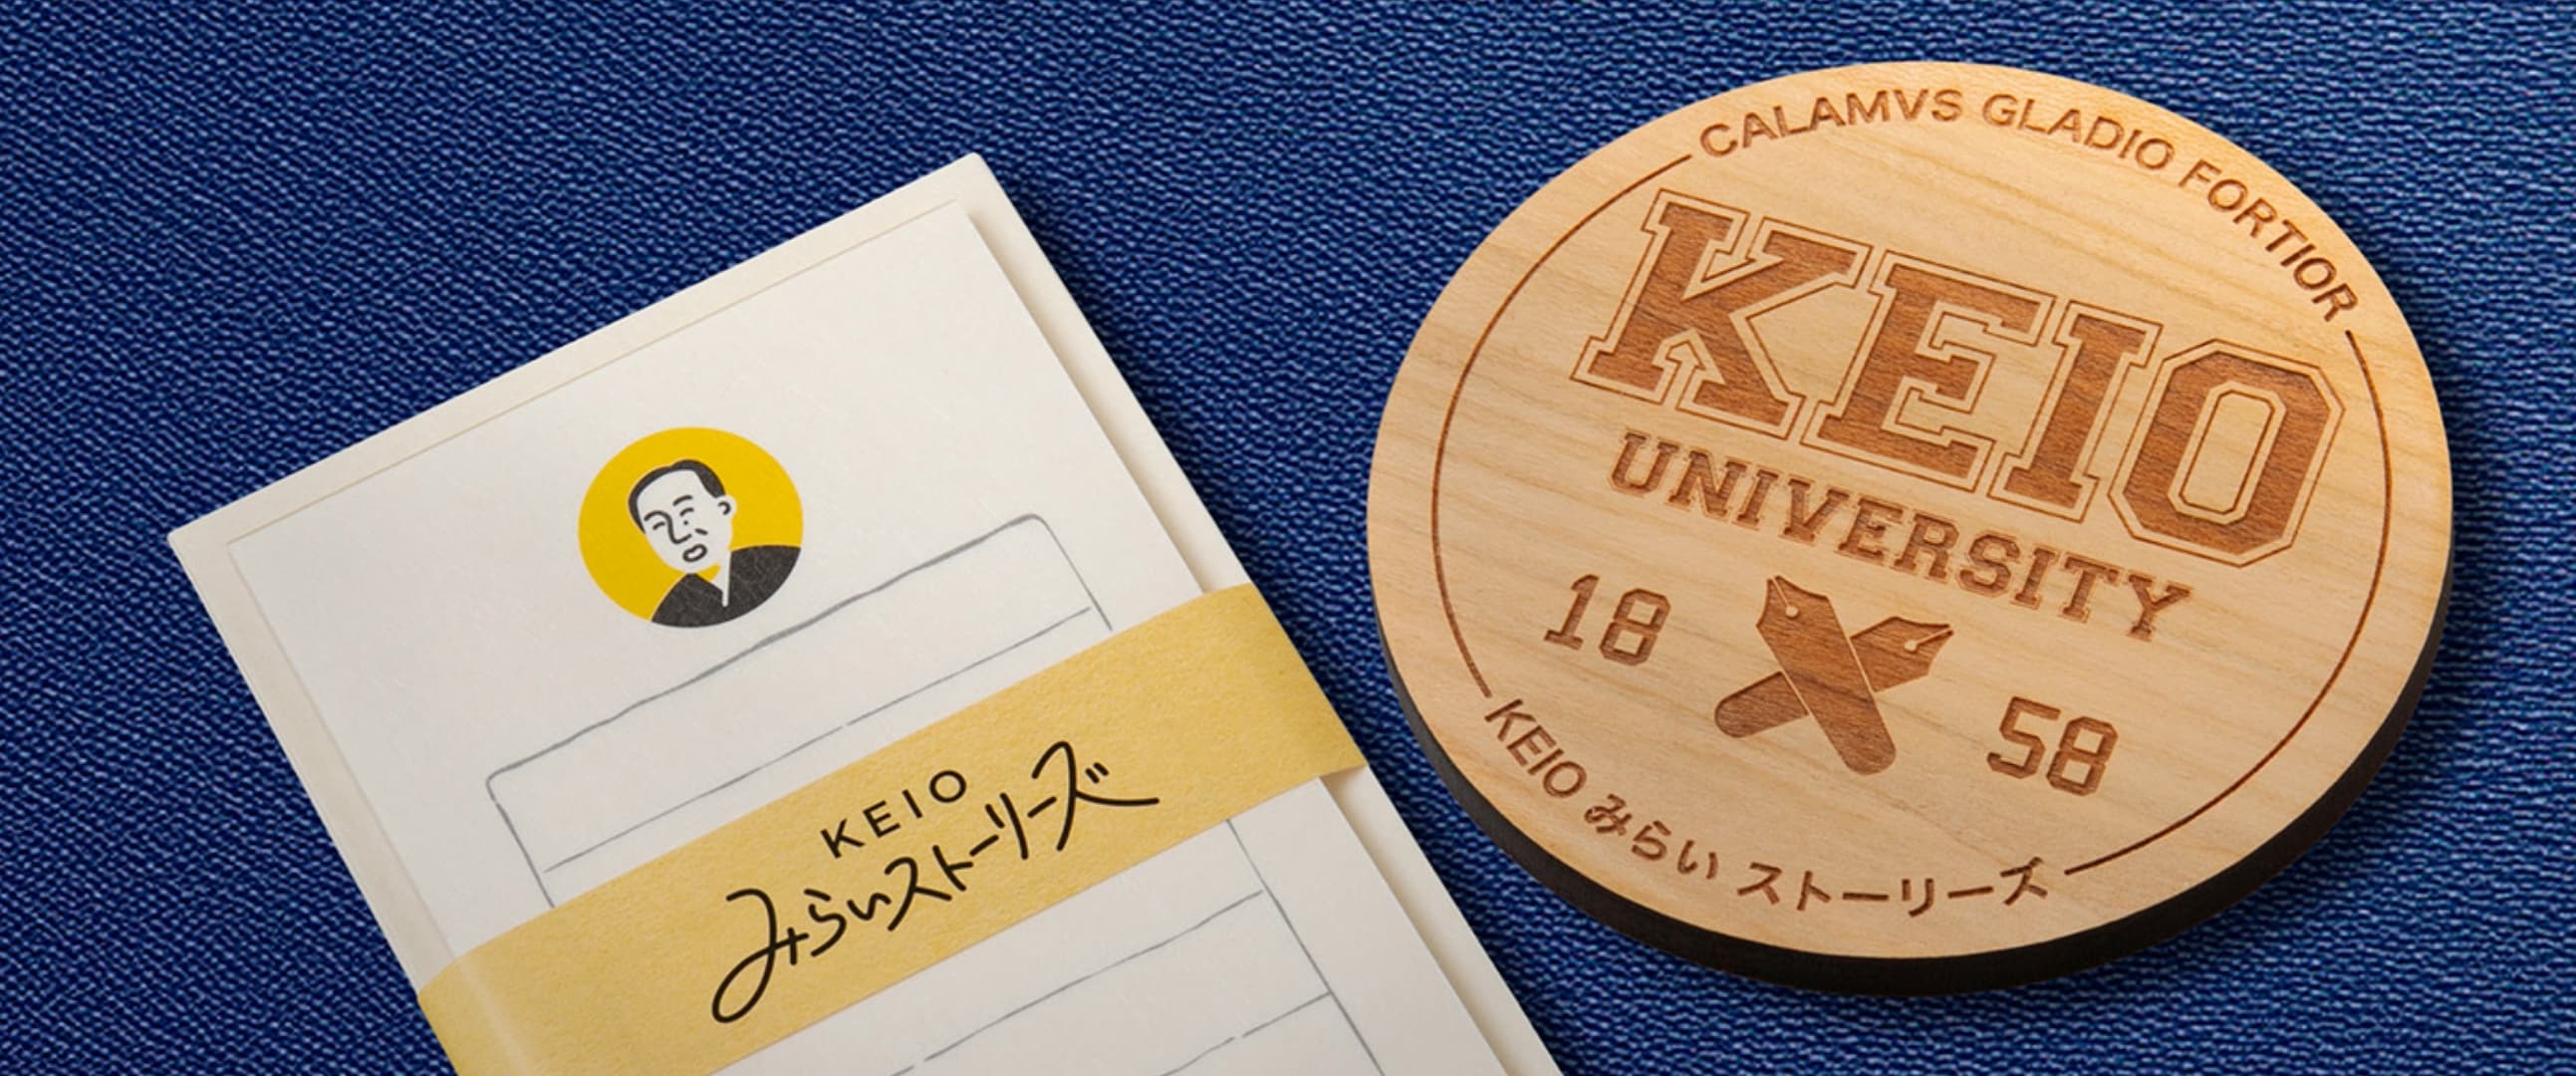 KEIO
みらいストーリーズ
CALAMVS GLADIO FORTIOR
KEIO
UNIVERSITY
18 58
KEIO みらい ストーリーズ